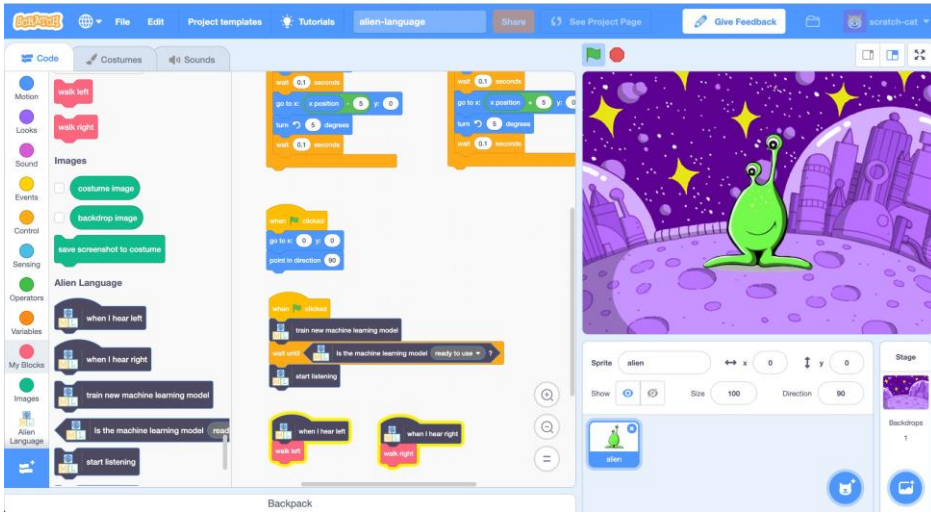 SCRATCH File Edit Project templates Tutorials alien-language Share See Project Page Give Feedback scratch-cat
Code Costumes Sounds
Motion
Looks
Sound
Events
Control
Sensing
Operators
Variables
My Blocks
Images
Alien
Language
walk left
walk right
Images
costume image
backdrop image
save screenshot to costume
Alien Language
when I hear left
when I hear right
train new machine learning model
Is the machine learning model
start listening
wait 0.1 seconds
go to x: x position - 5 y: 0
turn 5 degrees
wait 0.1 seconds
wait 0.1 seconds
go to x: x position + 5 y: 0
turn 5 degrees
wait 0.1 seconds
when clicked
go to x: 0 y: 0
point in direction 90
when clicked
train new machine learning model
wait until Is the machine learning model ready to use ?
start listening
when I hear left
walk left
when I hear right
walk right
=
Backpack
Sprite alien x 0 y 0
Show Size 100 Direction 90
alien
Stage
Backdrops
1